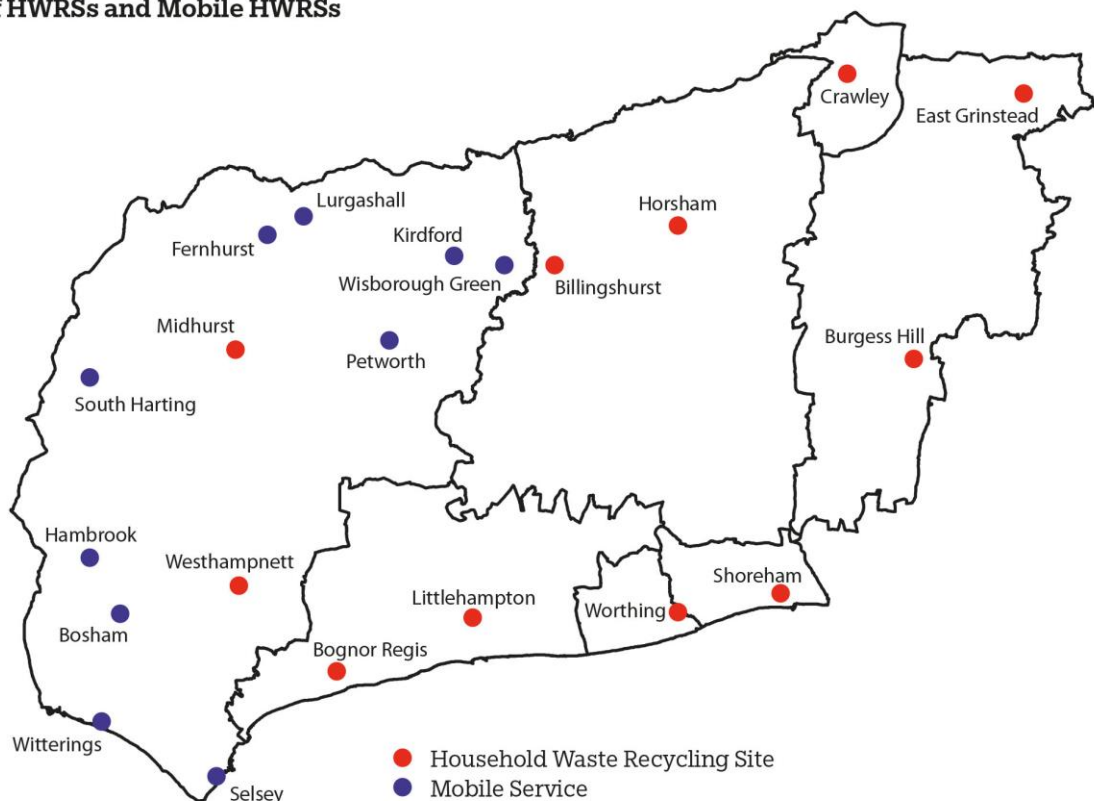 HWRSs and Mobile HWRSs
Crawley
East Grinstead
Lurgashall
Horsham
Fernhurst
Kirdford
Wisborough Green
Billingshurst
Midhurst
Burgess Hill
Petworth
South Harting
Hambrook
Westhampnett
Shoreham
Littlehampton
Worthing
Bosham
Bognor Regis
Witterings
Household Waste Recycling Site
Mobile Service
Selsey